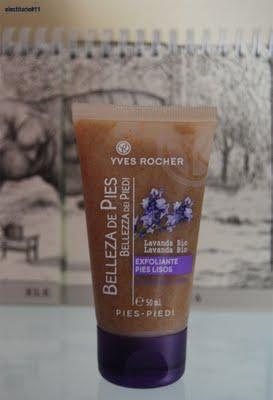 electitario911
YVES ROCHER
BELLEZA DE PIES
BELLEZZA DEI PIEDI
Lavanda Bio
Lavanda Bio
EXFOLIANTE
PIES LISOS
e 50 ml
PIES-PIEDI